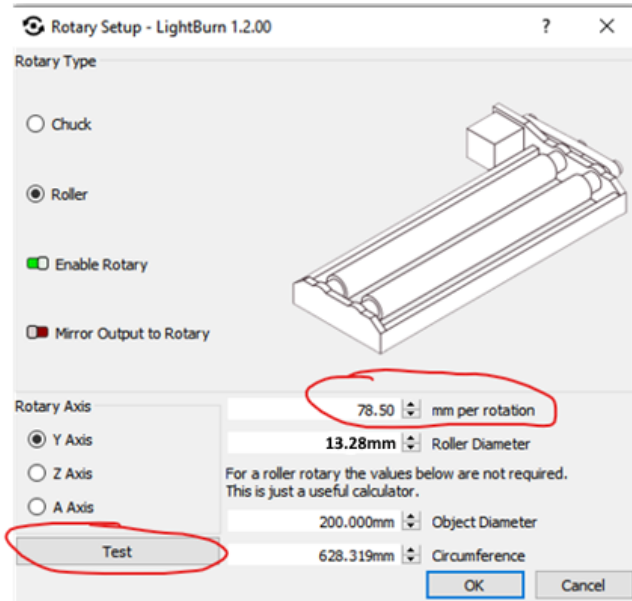 Rotary Setup - LightBurn 1.2.00 ? ×
Rotary Type
Chuck
Roller
Enable Rotary
Mirror Output to Rotary
Rotary Axis
Y Axis
Z Axis
A Axis
Test
78.50 mm per rotation
13.28mm Roller Diameter
For a roller rotary the values below are not required.
This is just a useful calculator.
200.000mm Object Diameter
628.319mm Circumference
OK Cancel